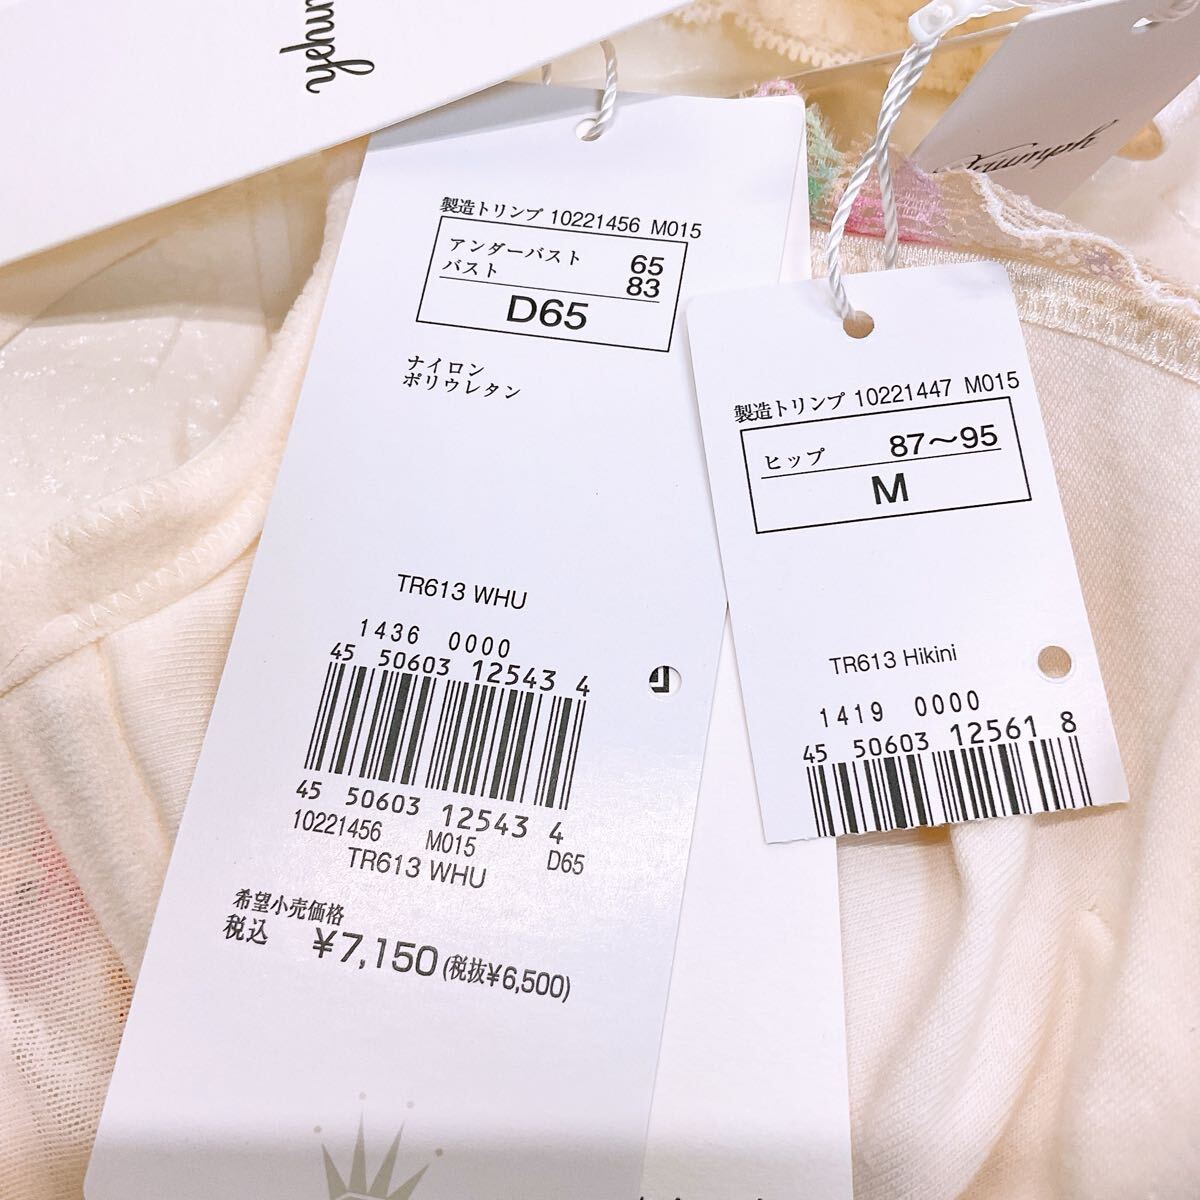 製造トリンプ 10221456 M015
アンダーバスト 65
バスト 83
D65
ナイロン
ポリウレタン
TR613 WHU
1436 0000
45 50603 12543 4
45 50603 12543 4
10221456 M015 D65
TR613 WHU
希望小売価格
税込 ¥7,150 (税抜¥6,500)
Triumph
製造トリンプ 10221447 M015
ヒップ 87～95
M
TR613 Hikini
1419 0000
45 50603 12561 8